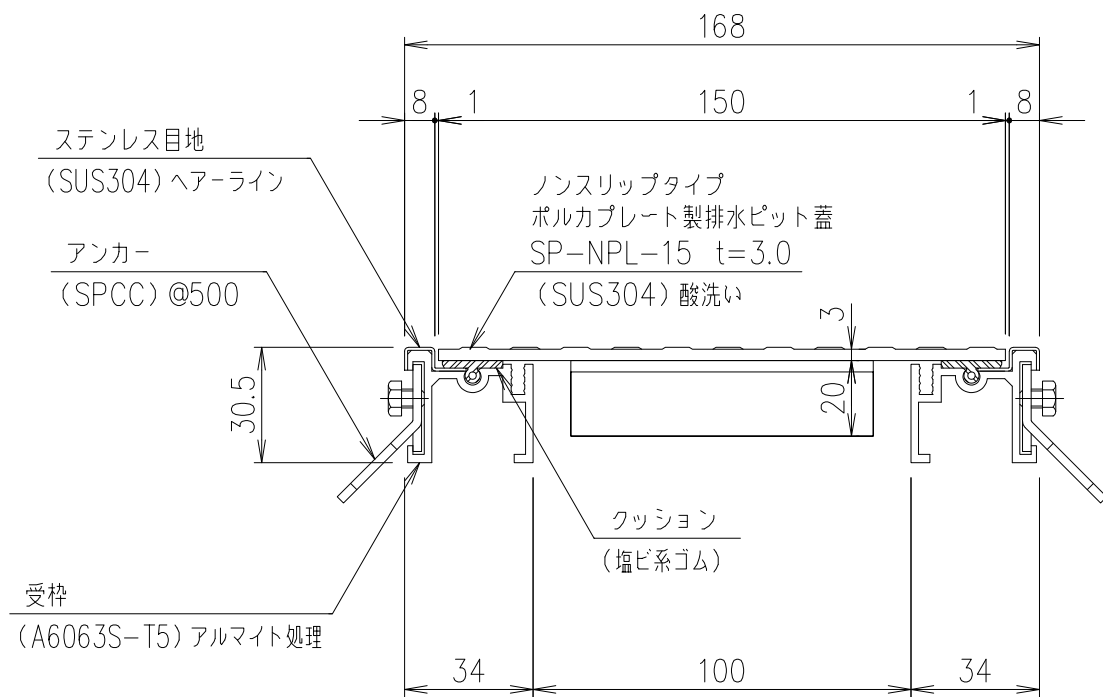 168
8 1 150 1 8
ステンレス目地
(SUS304) ヘアーライン
ノンスリップタイプ
ポルカプレート製排水ピット蓋
SP-NPL-15 t=3.0
(SUS304) 酸洗い
アンカー
(SPCC) @500
3
30.5
20
クッション
(塩ビ系ゴム)
受枠
(A6063S-T5) アルマイト処理
34 100 34